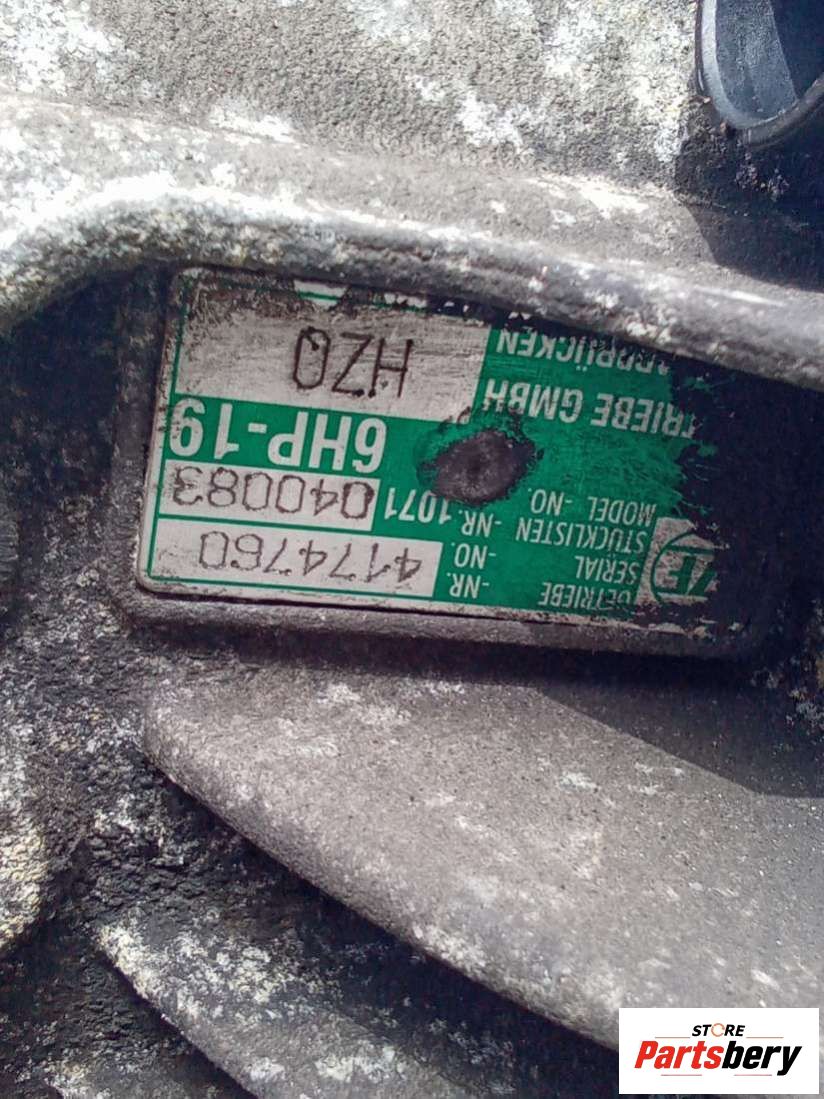 ZF GETRIEBE -NR. 4174760
SERIAL -NO.
STÜCKLISTEN -NR. 1071 040083
MODEL -NO.
6HP-19
TRIEBE GMBH
ARBRÜCKEN
HZO
STORE
Partsbery